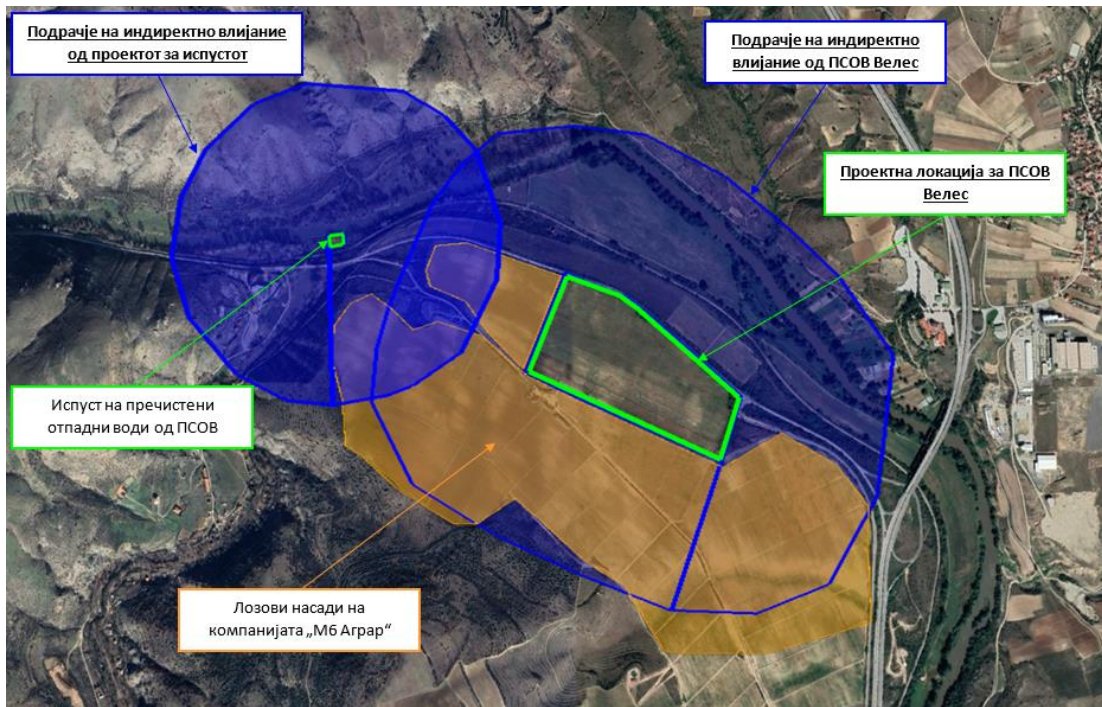 Подрачје на индиректно влијание
од проектот за испустот
Подрачје на индиректно
влијание од ПСОВ Велес
Проектна локација за ПСОВ
Велес
Испуст на пречистени
отпадни води од ПСОВ
Лозови насади на
компанијата „Мб Аграр“